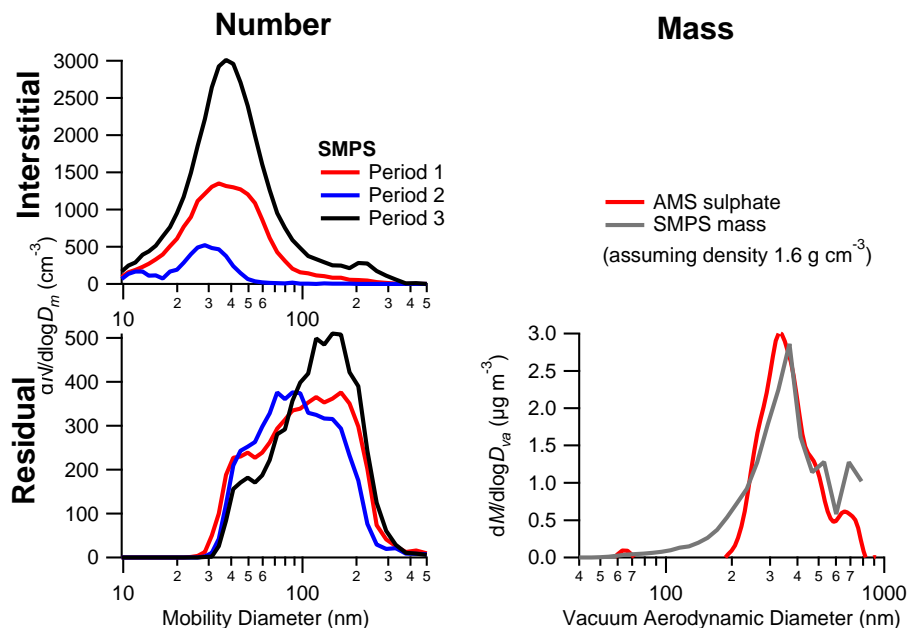 Number
Mass
Interstitial
3000
2500
2000
1500
1000
500
0
SMPS
Period 1
Period 2
Period 3
10 2 3 4 5 6 100 2 3 4 5
AMS sulphate
SMPS mass
(assuming density 1.6 g cm-3)
dN/dlogDm (cm-3)
Residual
500
400
300
200
100
0
10 2 3 4 5 6 100 2 3 4 5
Mobility Diameter (nm)
dM/dlogDva (µg m-3)
3.0
2.5
2.0
1.5
1.0
0.5
0.0
4 5 6 7 100 2 3 4 5 6 7 1000
Vacuum Aerodynamic Diameter (nm)